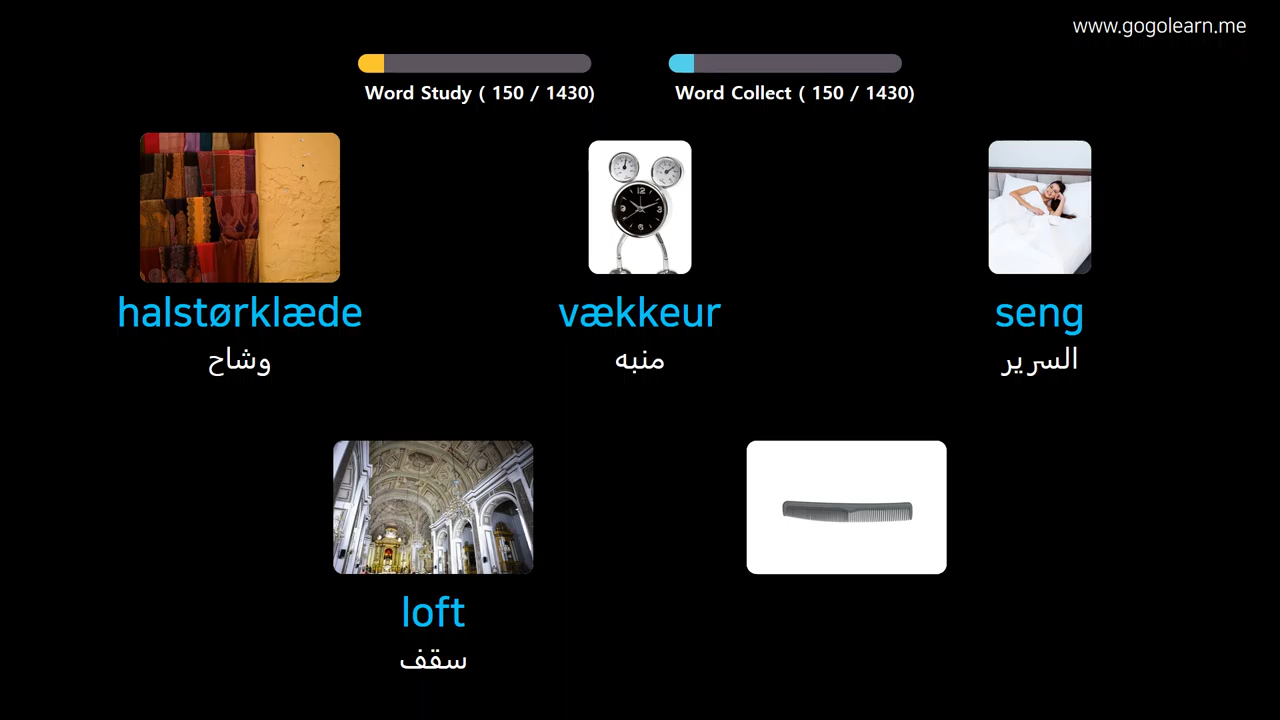 www.gogolearn.me
Word Study ( 150 / 1430)
Word Collect ( 150 / 1430)
halstørklæde
وشاح
vækkeur
منبه
seng
السرير
loft
سقف